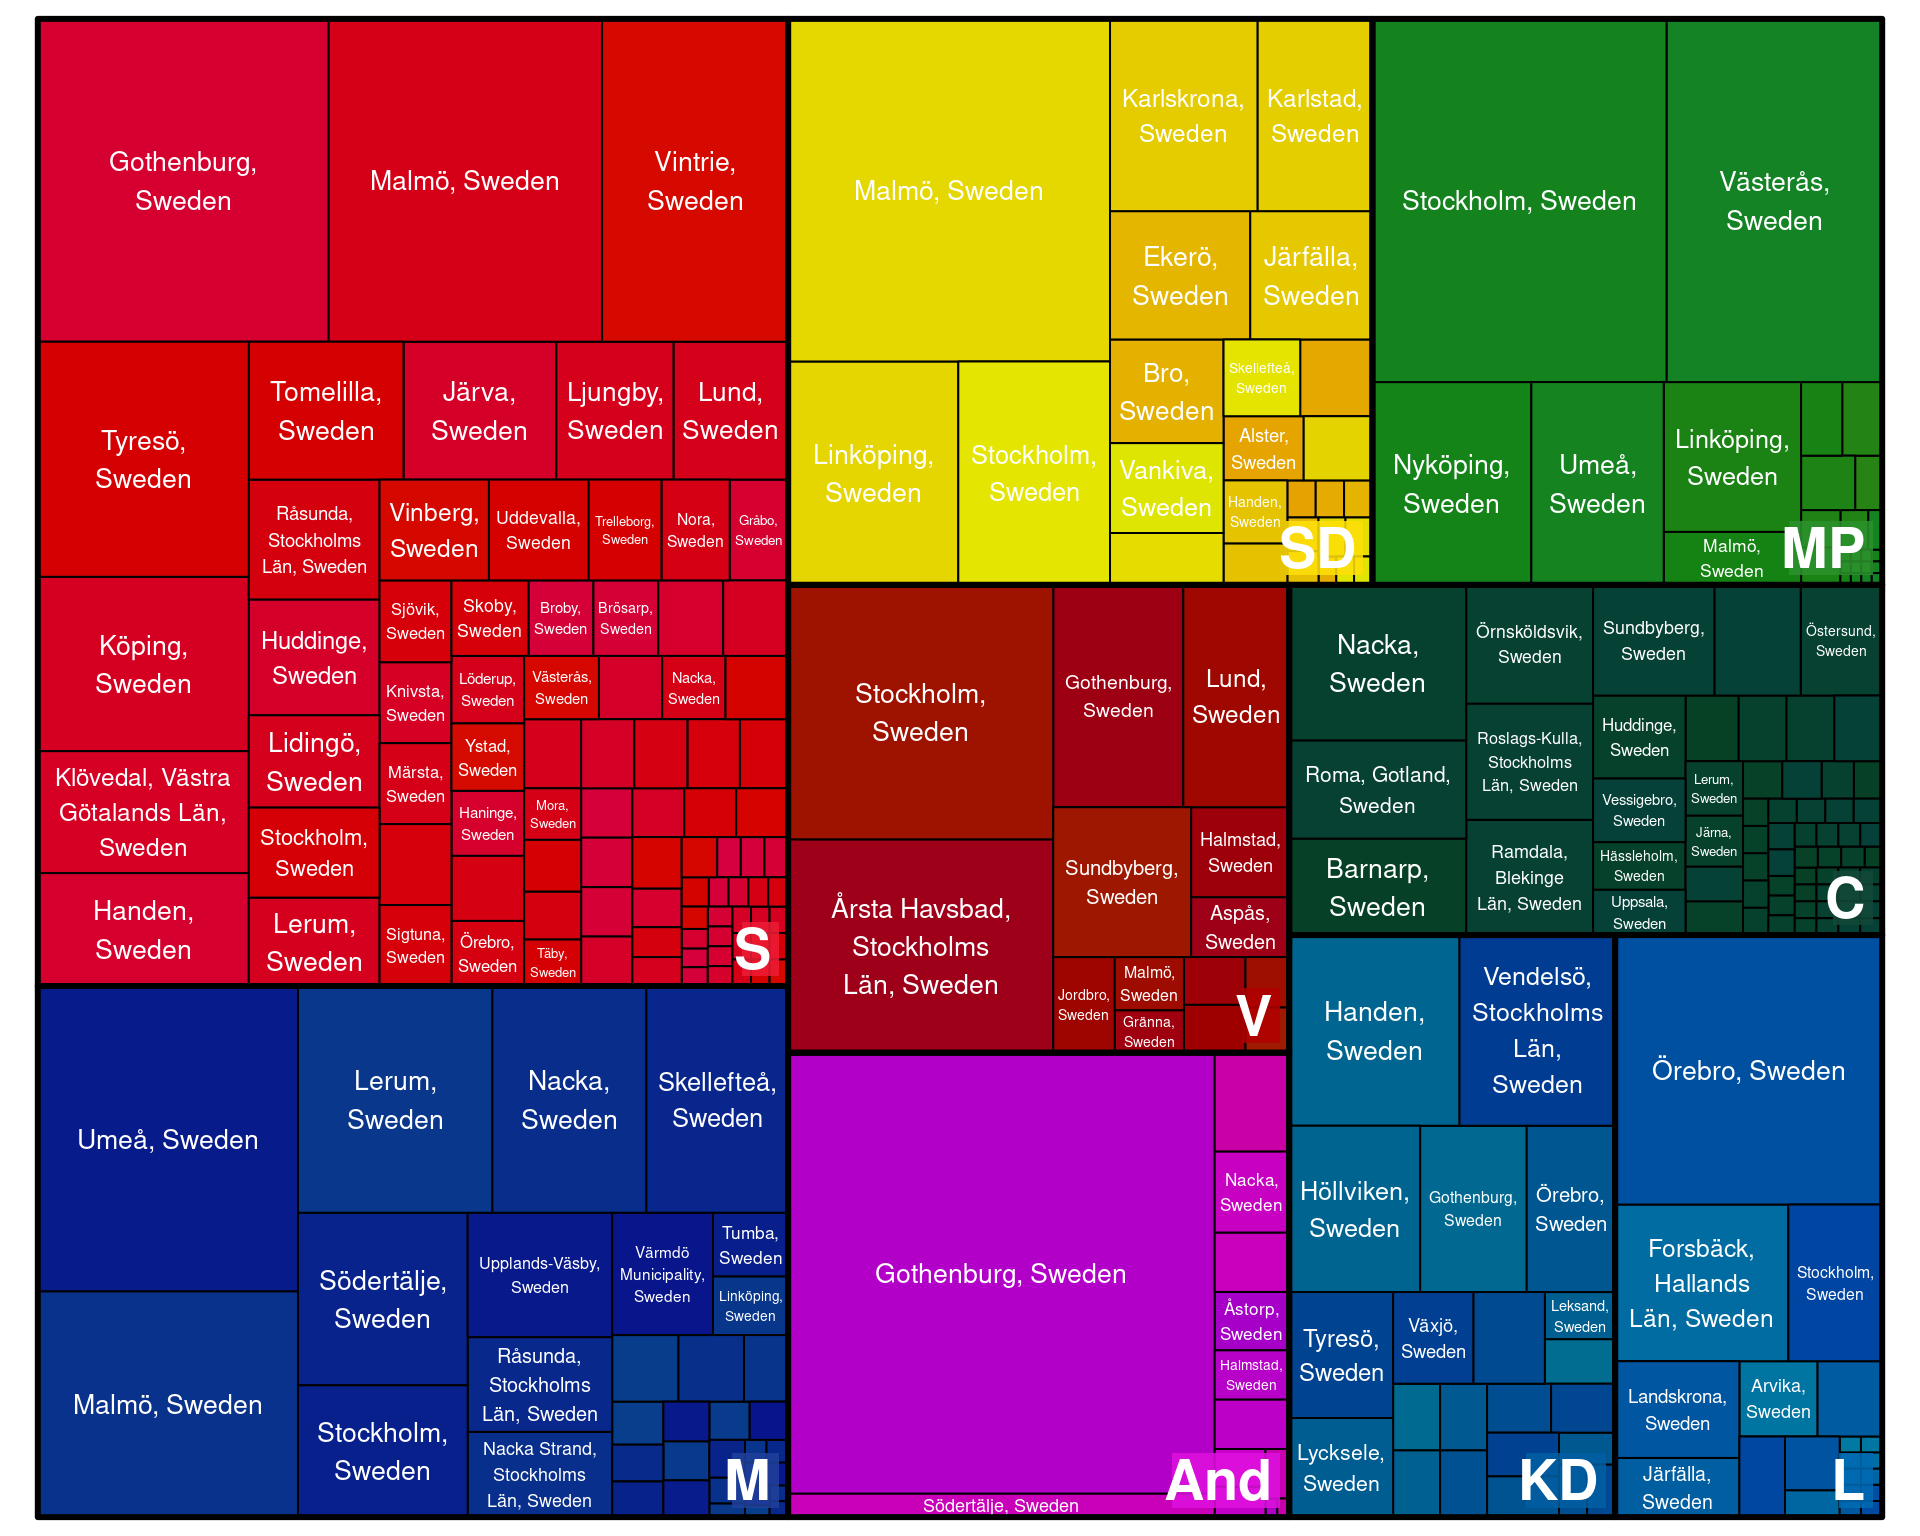 Gothenburg,
Sweden
Malmö, Sweden
Vintrie,
Sweden
Tyresö,
Sweden
Tomelilla,
Sweden
Järva,
Sweden
Ljungby,
Sweden
Lund,
Sweden
Råsunda,
Stockholms
Län, Sweden
Vinberg,
Sweden
Uddevalla,
Sweden
Trelleborg,
Sweden
Nora,
Sweden
Gråbo,
Sweden
Köping,
Sweden
Huddinge,
Sweden
Sjövik,
Sweden
Skoby,
Sweden
Broby,
Sweden
Brösarp,
Sweden
Knivsta,
Sweden
Löderup,
Sweden
Västerås,
Sweden
Nacka,
Sweden
Klövedal, Västra
Götalands Län,
Sweden
Lidingö,
Sweden
Märsta,
Sweden
Ystad,
Sweden
Haninge,
Sweden
Mora,
Sweden
Stockholm,
Sweden
Handen,
Sweden
Lerum,
Sweden
Sigtuna,
Sweden
Örebro,
Sweden
Täby,
Sweden
S
Malmö, Sweden
Karlskrona,
Sweden
Karlstad,
Sweden
Ekerö,
Sweden
Järfälla,
Sweden
Linköping,
Sweden
Stockholm,
Sweden
Bro,
Sweden
Skellefteå,
Sweden
Alster,
Sweden
Vankiva,
Sweden
Handen,
Sweden
SD
Stockholm, Sweden
Västerås,
Sweden
Nyköping,
Sweden
Umeå,
Sweden
Linköping,
Sweden
Malmö,
Sweden
MP
Stockholm,
Sweden
Gothenburg,
Sweden
Lund,
Sweden
Årsta Havsbad,
Stockholms
Län, Sweden
Sundbyberg,
Sweden
Halmstad,
Sweden
Aspås,
Sweden
Jordbro,
Sweden
Malmö,
Sweden
Gränna,
Sweden
V
Nacka,
Sweden
Örnsköldsvik,
Sweden
Sundbyberg,
Sweden
Östersund,
Sweden
Roma, Gotland,
Sweden
Roslags-Kulla,
Stockholms
Län, Sweden
Huddinge,
Sweden
Vessigebro,
Sweden
Lerum,
Sweden
Järna,
Sweden
Barnarp,
Sweden
Ramdala,
Blekinge
Län, Sweden
Hässleholm,
Sweden
Uppsala,
Sweden
C
Umeå, Sweden
Lerum,
Sweden
Nacka,
Sweden
Skellefteå,
Sweden
Malmö, Sweden
Södertälje,
Sweden
Upplands-Väsby,
Sweden
Värmdö
Municipality,
Sweden
Tumba,
Sweden
Linköping,
Sweden
Stockholm,
Sweden
Råsunda,
Stockholms
Län, Sweden
Nacka Strand,
Stockholms
Län, Sweden
M
Gothenburg, Sweden
Nacka,
Sweden
Åstorp,
Sweden
Halmstad,
Sweden
Södertälje, Sweden
And
Handen,
Sweden
Vendelsö,
Stockholms
Län,
Sweden
Höllviken,
Sweden
Gothenburg,
Sweden
Örebro,
Sweden
Tyresö,
Sweden
Växjö,
Sweden
Leksand,
Sweden
Lycksele,
Sweden
KD
Örebro, Sweden
Forsbäck,
Hallands
Län, Sweden
Stockholm,
Sweden
Landskrona,
Sweden
Arvika,
Sweden
Järfälla,
Sweden
L